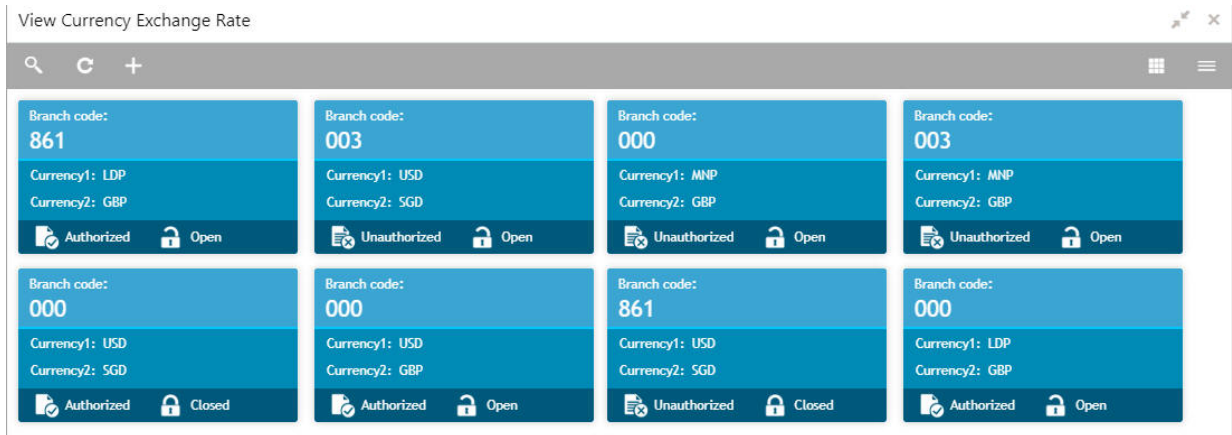 View Currency Exchange Rate
Branch code:
861
Currency1: LDP
Currency2: GBP
Authorized Open
Branch code:
003
Currency1: USD
Currency2: SGD
Unauthorized Open
Branch code:
000
Currency1: MNP
Currency2: GBP
Unauthorized Open
Branch code:
003
Currency1: MNP
Currency2: GBP
Unauthorized Open
Branch code:
000
Currency1: USD
Currency2: SGD
Authorized Closed
Branch code:
000
Currency1: USD
Currency2: GBP
Authorized Open
Branch code:
861
Currency1: USD
Currency2: SGD
Unauthorized Closed
Branch code:
000
Currency1: LDP
Currency2: GBP
Authorized Open